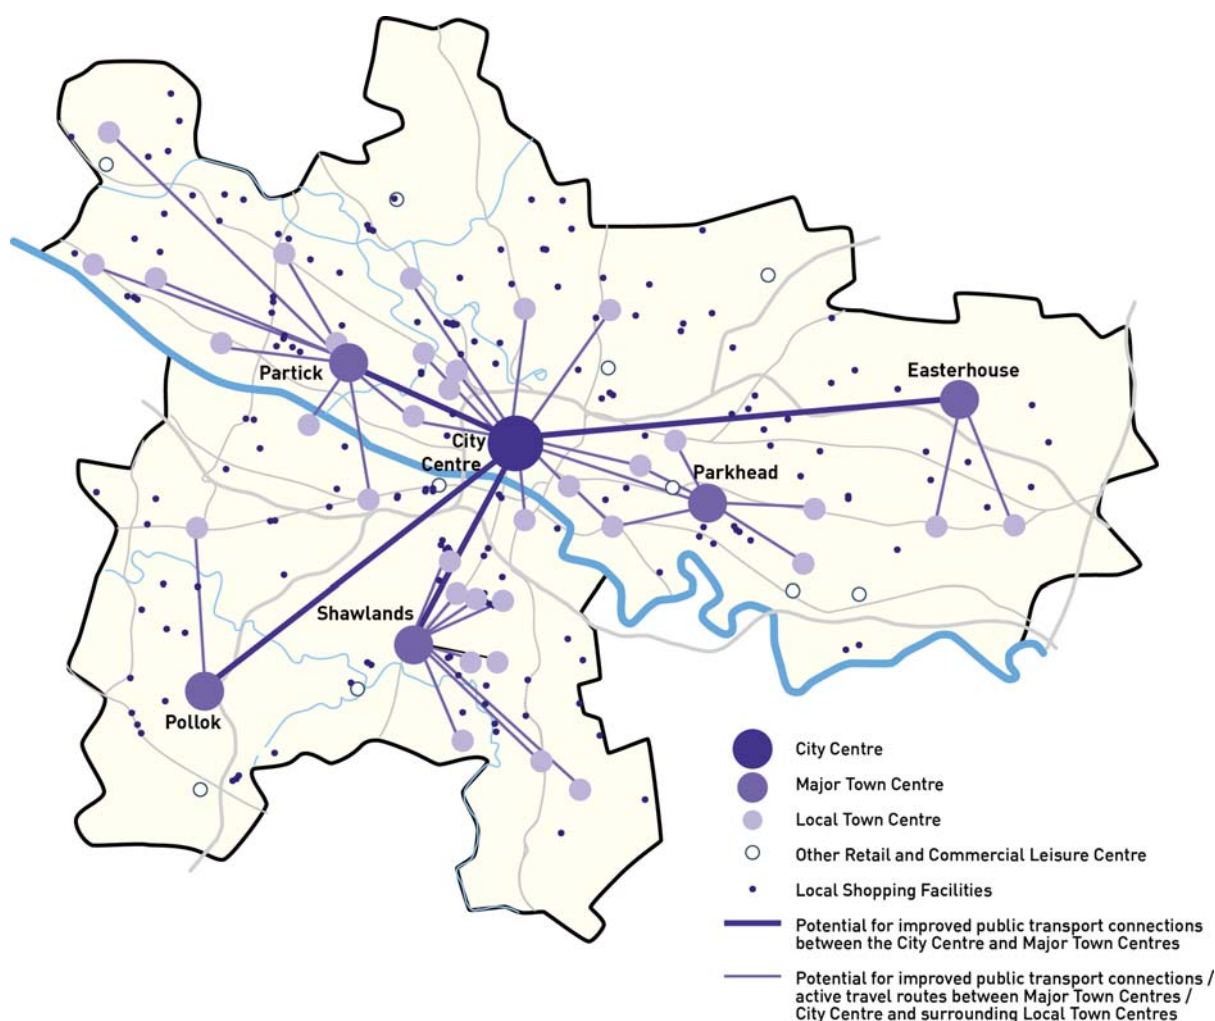 Easterhouse
Partick
City
Centre
Parkhead
Shawlands
Pollok
City Centre
Major Town Centre
Local Town Centre
Other Retail and Commercial Leisure Centre
Local Shopping Facilities
Potential for improved public transport connections
between the City Centre and Major Town Centres
Potential for improved public transport connections /
active travel routes between Major Town Centres /
City Centre and surrounding Local Town Centres